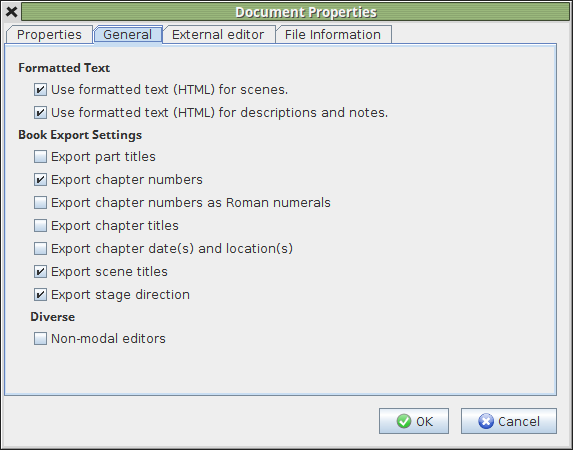 Document Properties
Properties General External editor File Information
Formatted Text
Use formatted text (HTML) for scenes.
Use formatted text (HTML) for descriptions and notes.
Book Export Settings
Export part titles
Export chapter numbers
Export chapter numbers as Roman numerals
Export chapter titles
Export chapter date(s) and location(s)
Export scene titles
Export stage direction
Diverse
Non-modal editors
OK Cancel